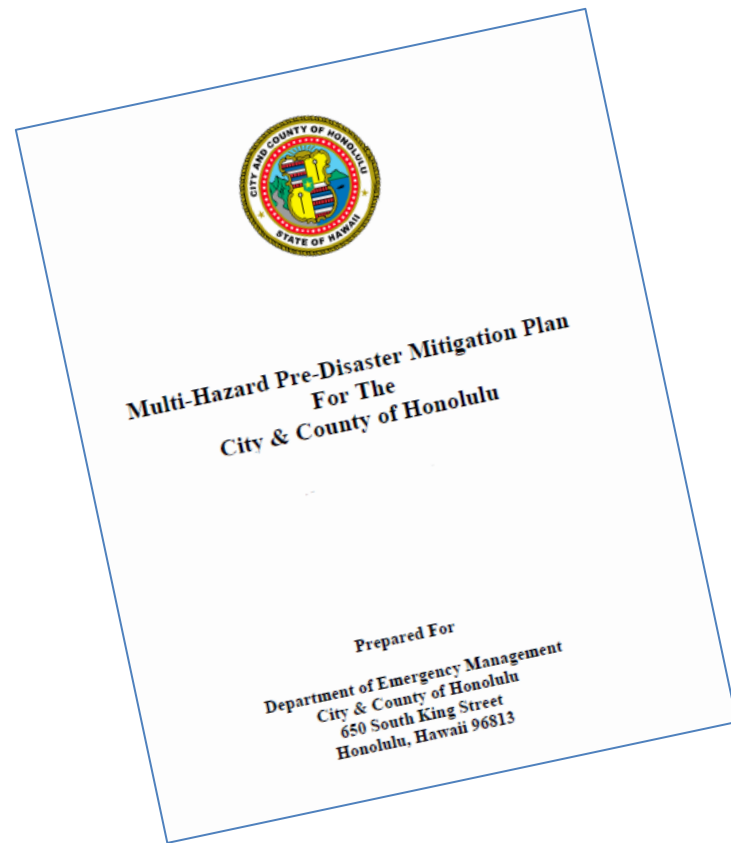 CITY AND COUNTY OF HONOLULU
STATE OF HAWAII
Multi-Hazard Pre-Disaster Mitigation Plan
For The
City & County of Honolulu
Prepared For
Department of Emergency Management
City & County of Honolulu
650 South King Street
Honolulu, Hawaii 96813